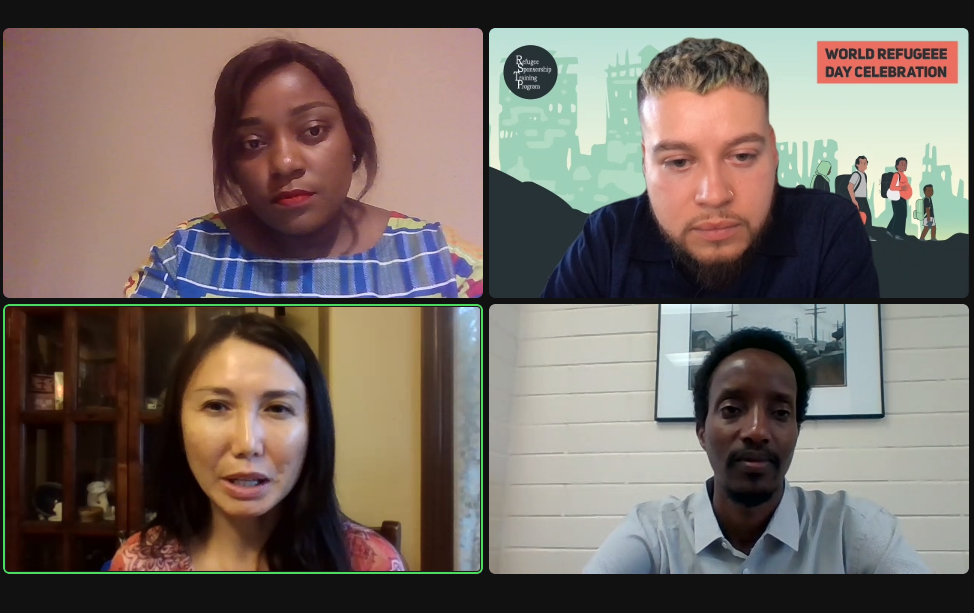 Refugee
Sponsorship
Training
Program
WORLD REFUGEEE
DAY CELEBRATION